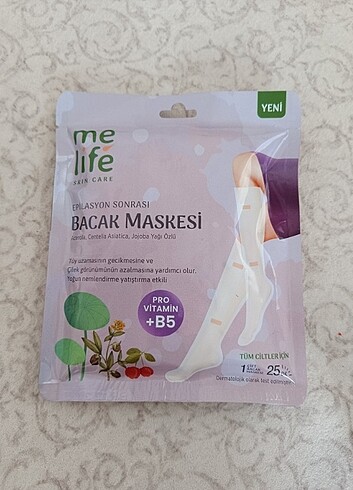 YENİ
me
life
SKIN CARE
EPİLASYON SONRASI
BACAK MASKESİ
Centella Asiatica, Jojoba Yağı Özlü
Tüy uzamasının gecikmesine ve
Çilek görünümünün azalmasına yardımcı olur.
Yoğun nemlendirme yatıştırma etkili
PRO
VİTAMİN
+B5
TÜM CİLTLER İÇİN
1 ÇİFT
25
Dermatolojik olarak test edilmiştir